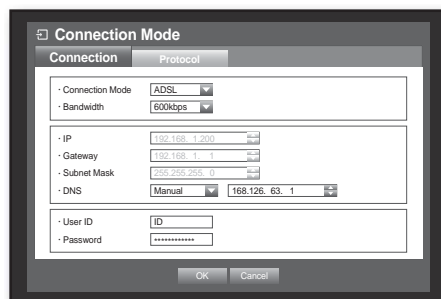 Connection Mode
Connection Protocol
· Connection Mode ADSL
· Bandwidth 600kbps
· IP 192.168. 1.200
· Gateway 192.168. 1. 1
· Subnet Mask 255.255.255. 0
· DNS Manual 168.126. 63. 1
· User ID ID
· Password ************
OK Cancel